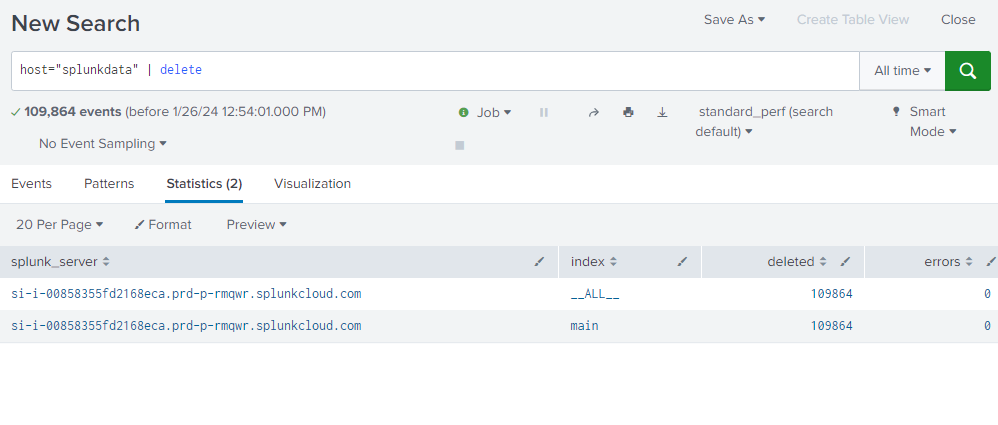 New Search
Save As
Create Table View
Close
host="splunkdata" | delete
All time
109,864 events (before 1/26/24 12:54:01.000 PM)
Job
standard_perf (search
default)
Smart
Mode
No Event Sampling
Events
Patterns
Statistics (2)
Visualization
20 Per Page
Format
Preview
splunk_server
index
deleted
errors
si-i-00858355fd2168eca.prd-p-rmqwr.splunkcloud.com
__ALL__
109864
0
si-i-00858355fd2168eca.prd-p-rmqwr.splunkcloud.com
main
109864
0